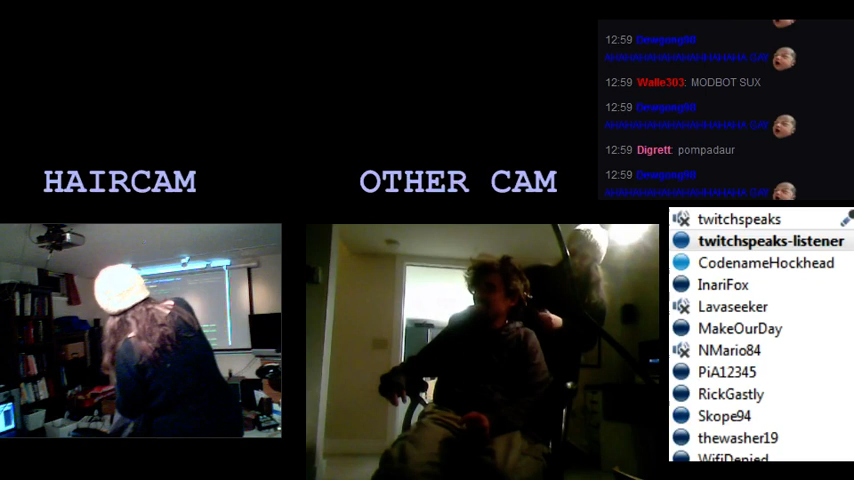 12:59
12:59 Walle303: MODBOT SUX
12:59
12:59 Digrett: pompadaur
12:59
HAIRCAM
OTHER CAM
twitchspeaks
twitchspeaks-listener
CodenameHockhead
InariFox
Lavaseeker
MakeOurDay
NMario84
PiA12345
RickGastly
Skope94
thewasher19
WifiDenied